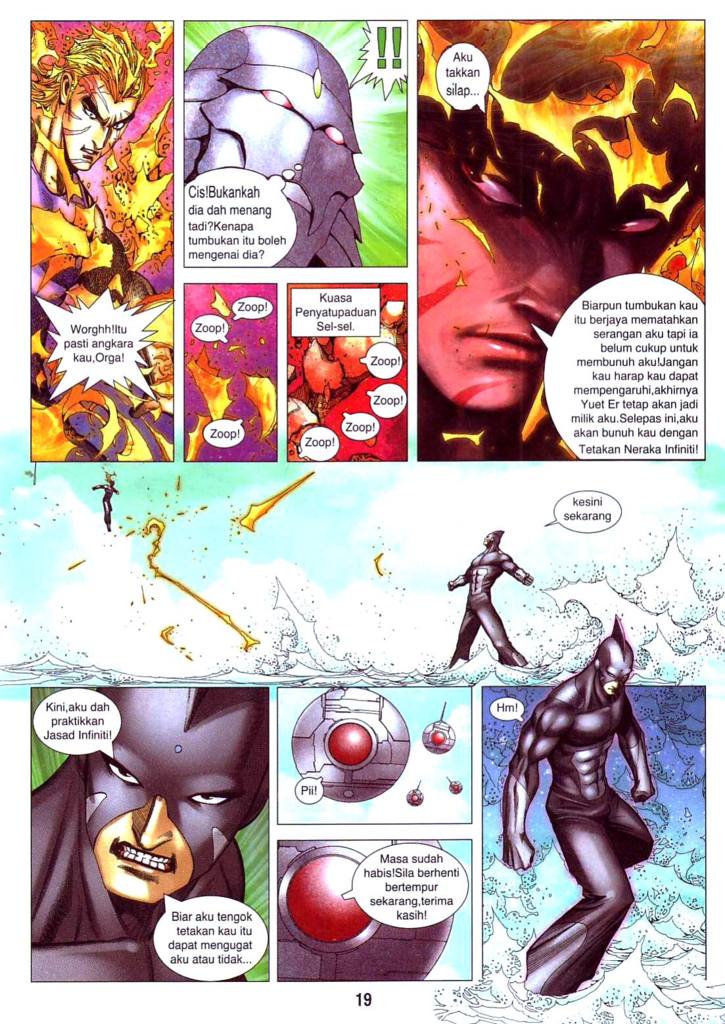 Worghh!Itu
pasti angkara
kau,Orga!
!!
Cis!Bukankah
dia dah menang
tadi?Kenapa
tumbukan itu boleh
mengenai dia?
Aku
takkan
silap...
Biarpun tumbukan kau
itu berjaya mematahkan
serangan aku tapi ia
belum cukup untuk
membunuh aku!Jangan
kau harap kau dapat
mempengaruhi,akhirnya
Yuet Er tetap akan jadi
milik aku.Selepas ini,aku
akan bunuh kau dengan
Tetakan Neraka Infiniti!
Zoop!
Zoop!
Zoop!
Kuasa
Penyatupaduan
Sel-sel.
Zoop!
Zoop!
Zoop!
Zoop!
kesini
sekarang
Kini,aku dah
praktikkan
Jasad Infiniti!
Biar aku tengok
tetakan kau itu
dapat mengugat
aku atau tidak...
Pii!
Masa sudah
habis!Sila berhenti
bertempur
sekarang,terima
kasih!
Hm!
19